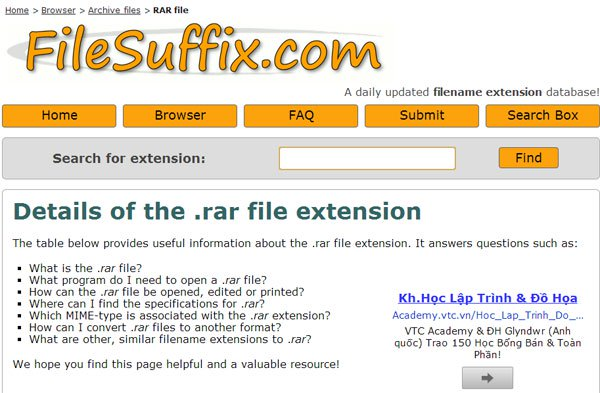 Home > Browser > Archive files > RAR file
FileSuffix.com
A daily updated filename extension database!
Home Browser FAQ Submit Search Box
Search for extension: Find
Details of the .rar file extension
The table below provides useful information about the .rar file extension. It answers questions such as:
What is the .rar file?
What program do I need to open a .rar file?
How can the .rar file be opened, edited or printed?
Where can I find the specifications for .rar?
Which MIME-type is associated with the .rar extension?
How can I convert .rar files to another format?
What are other, similar filename extensions to .rar?
We hope you find this page helpful and a valuable resource!
Kh.Học Lập Trình & Đồ Họa
Academy.vtc.vn/Hoc_Lap_Trinh_Do_...
VTC Academy & ĐH Glyndwr (Anh
quốc) Trao 150 Học Bổng Bán & Toàn
Phần!